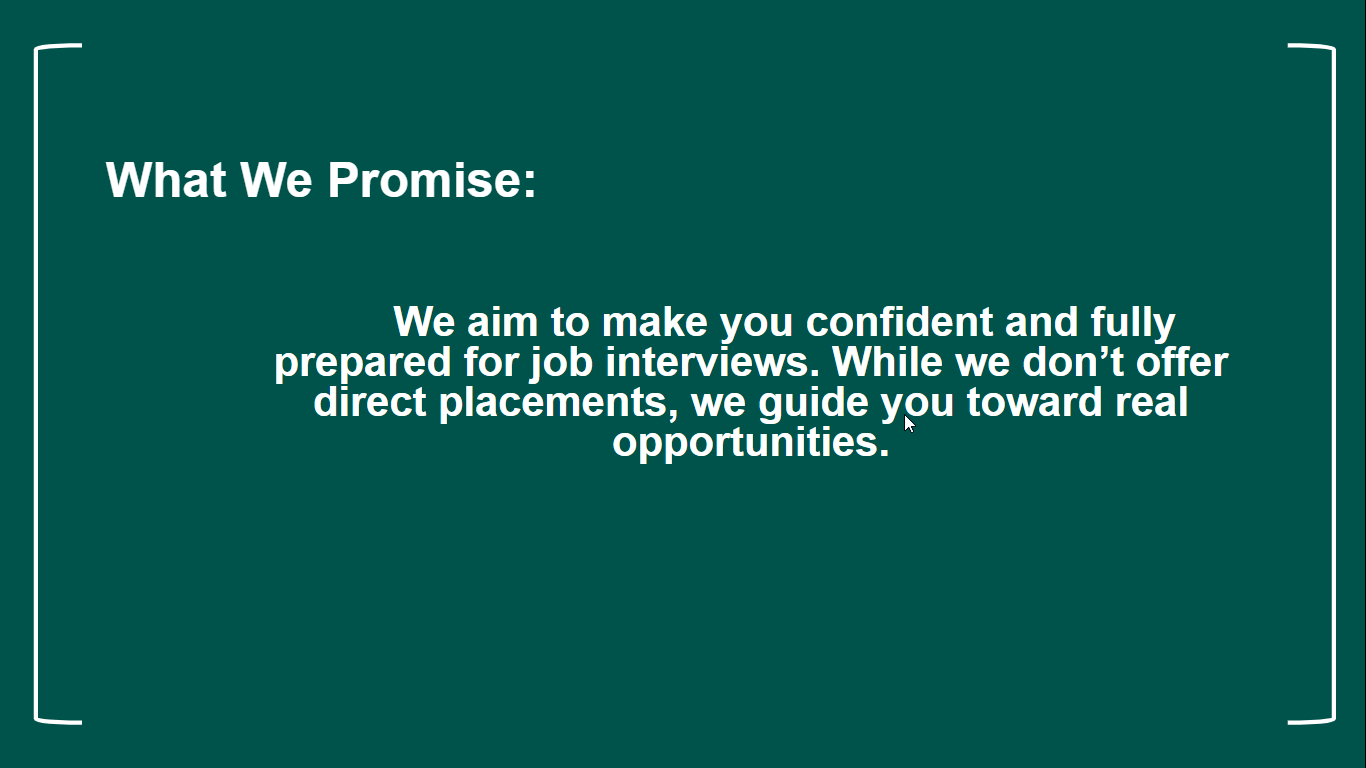 What We Promise:
We aim to make you confident and fully
prepared for job interviews. While we don’t offer
direct placements, we guide you toward real
opportunities.